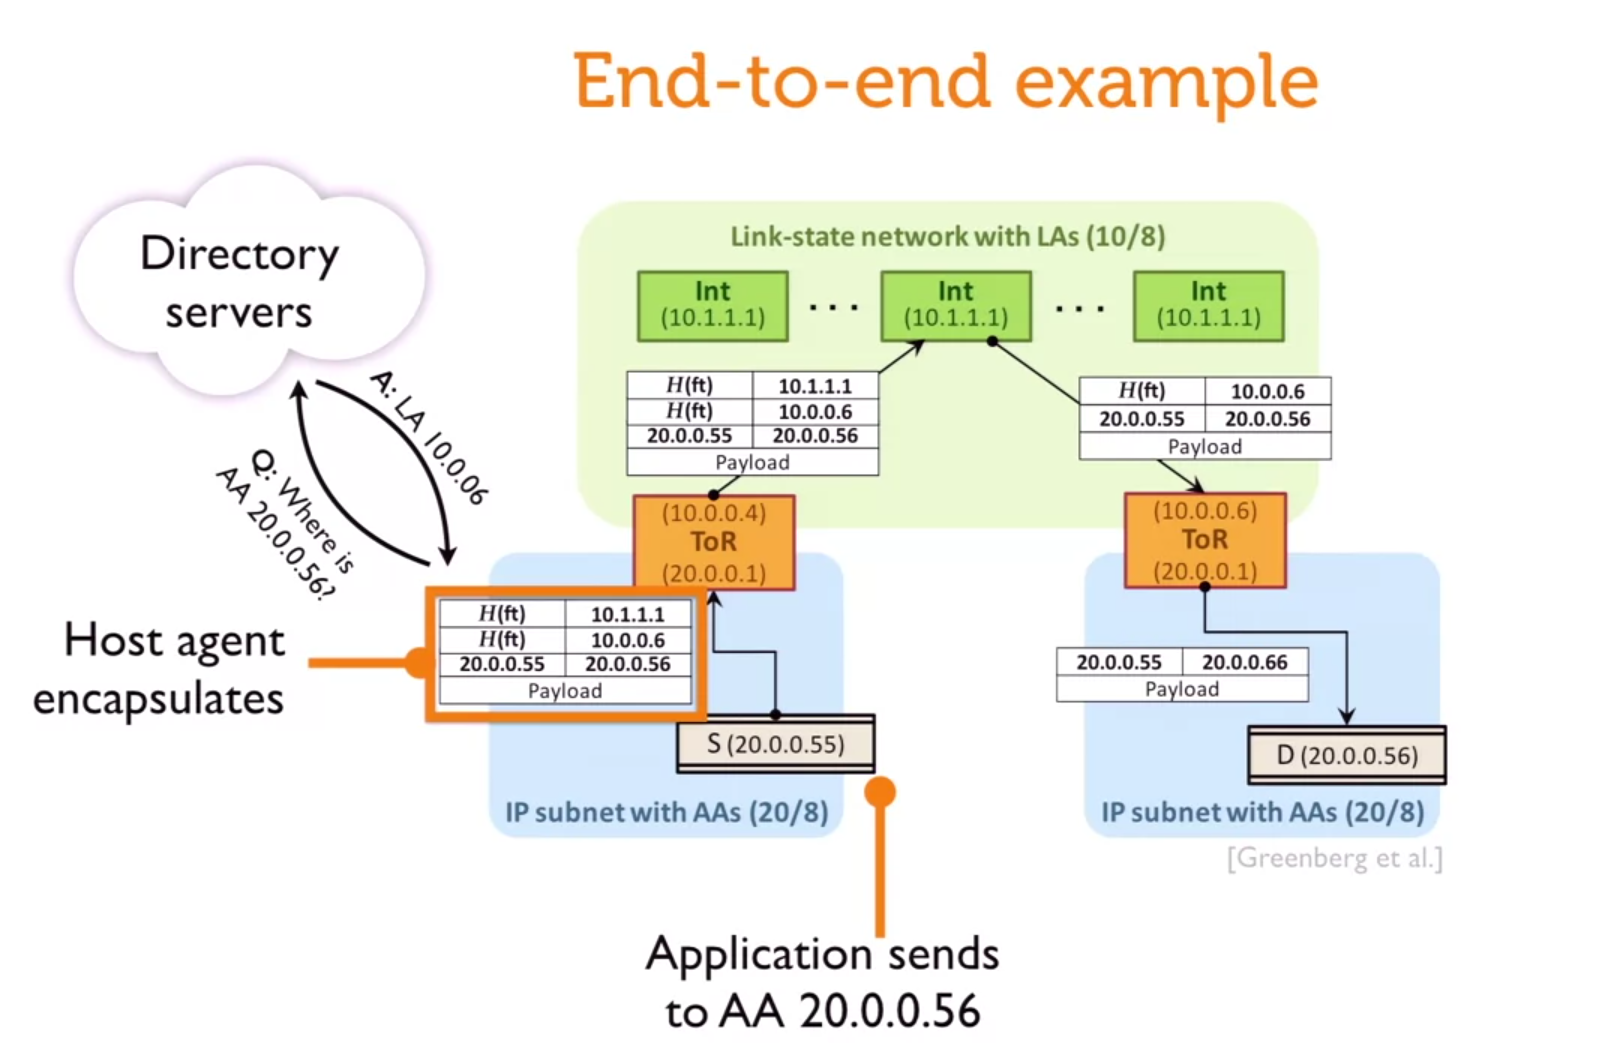 End-to-end example
Directory
servers
A: LA 10.0.06
Q: Where is
AA 20.0.0.56?
Link-state network with LAs (10/8)
Int
(10.1.1.1)
. . .
Int
(10.1.1.1)
. . .
Int
(10.1.1.1)
H(ft) 10.1.1.1
H(ft) 10.0.0.6
20.0.0.55 20.0.0.56
Payload
H(ft) 10.0.0.6
20.0.0.55 20.0.0.56
Payload
(10.0.0.4)
ToR
(20.0.0.1)
(10.0.0.6)
ToR
(20.0.0.1)
Host agent
encapsulates
H(ft) 10.1.1.1
H(ft) 10.0.0.6
20.0.0.55 20.0.0.56
Payload
20.0.0.55 20.0.0.66
Payload
S (20.0.0.55)
D (20.0.0.56)
IP subnet with AAs (20/8)
IP subnet with AAs (20/8)
[Greenberg et al.]
Application sends
to AA 20.0.0.56